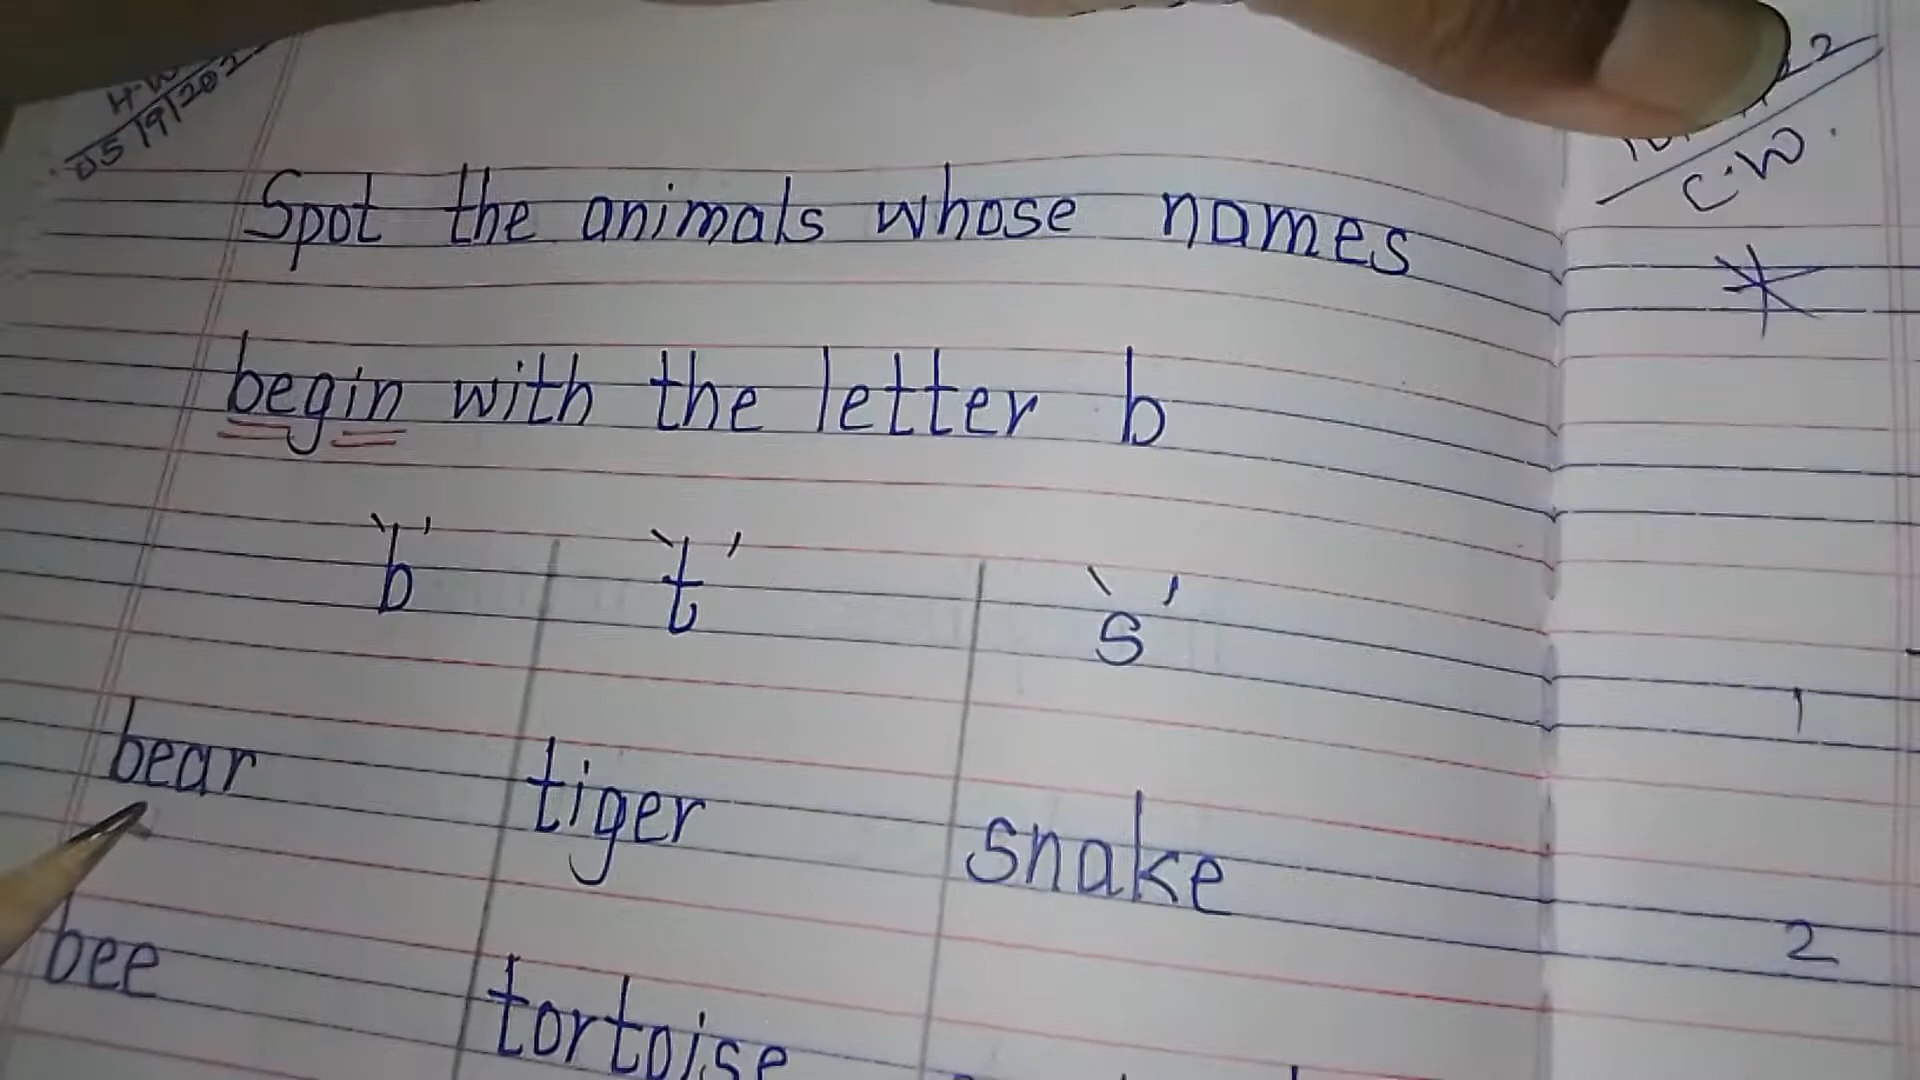 H.W
05/9/202
22
C.W.
Spot the animals whose names
begin with the letter b
'b' 't' 's'
bear tiger snake
bee tortoise
1
2